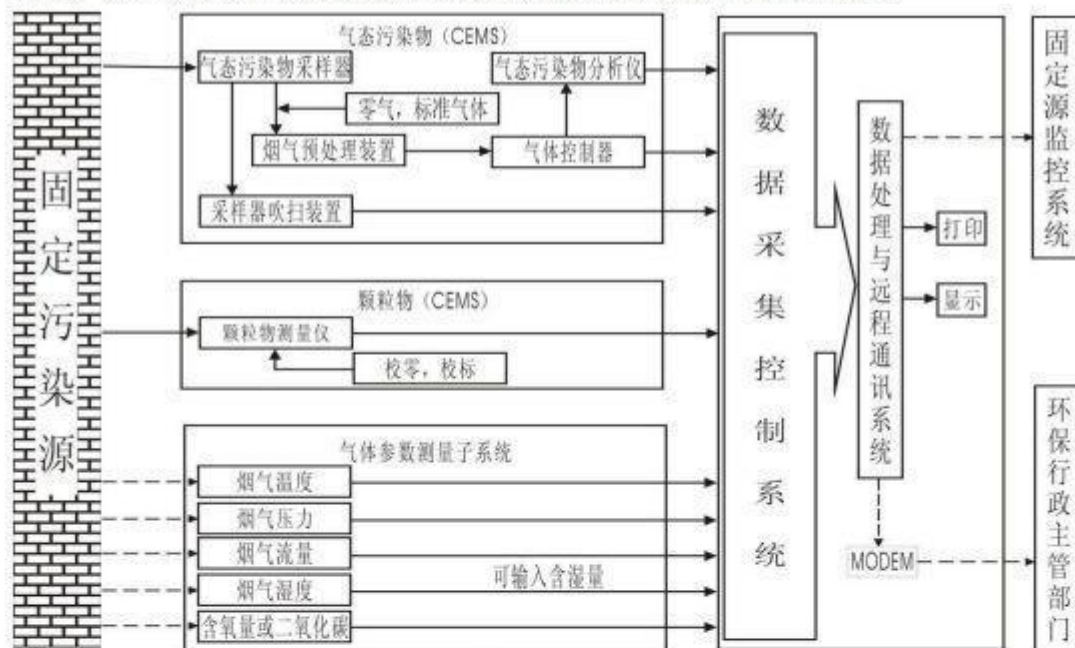 固定污染源
气态污染物（CEMS）
气态污染物采样器
气态污染物分析仪
零气，标准气体
烟气预处理装置
气体控制器
采样器吹扫装置
颗粒物（CEMS）
颗粒物测量仪
校零，校标
气体参数测量子系统
烟气温度
烟气压力
烟气流量
烟气湿度
可输入含湿量
含氧量或二氧化碳
数据采集控制系统
数据处理与远程通讯系统
打印
显示
MODEM
固定源监控系统
环保行政主管部门